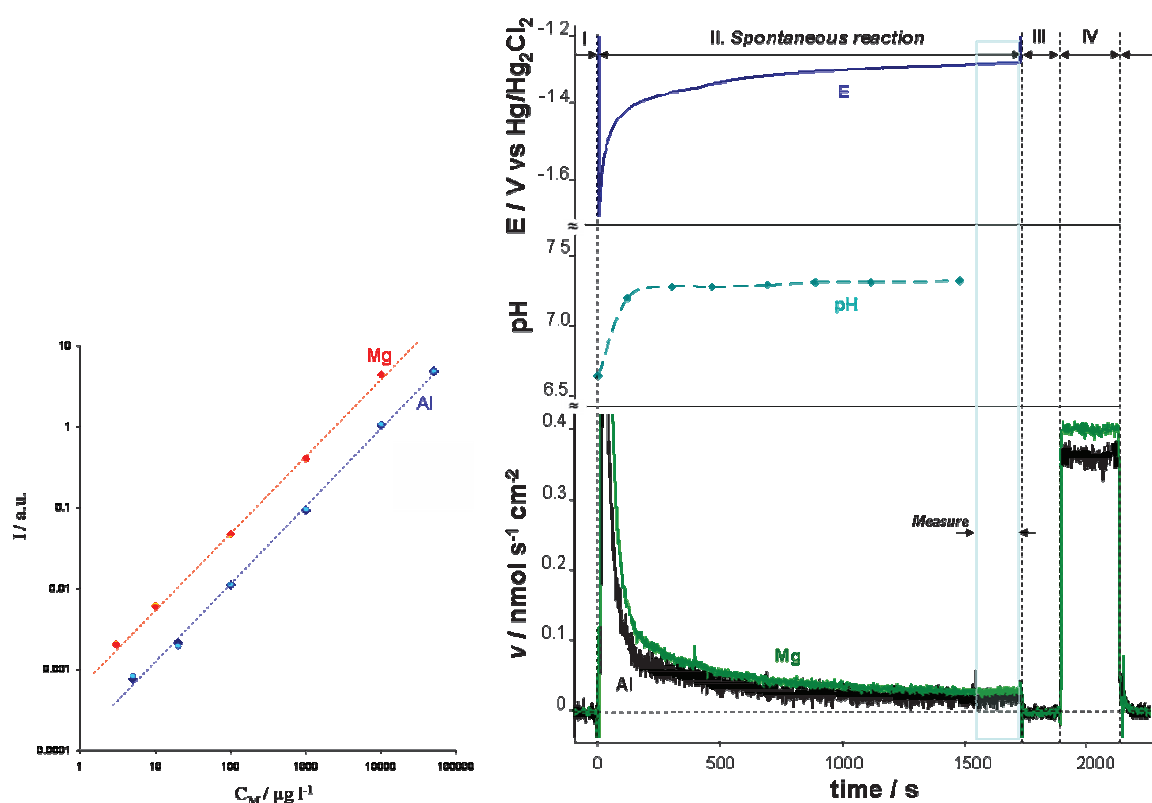 10
1
0.1
0.01
0.001
0.0001
I / a.u.
Mg
Al
1
10
100
1000
10000
100000
C_M / µg l⁻¹
I
II. Spontaneous reaction
III
IV
-1.2
-1.4
-1.6
E / V vs Hg/Hg₂Cl₂
E
≈
7.5
7.0
6.5
pH
pH
≈
0.4
0.3
0.2
0.1
0
v / nmol s⁻¹ cm⁻²
Measure
Mg
Al
0
500
1000
1500
2000
time / s